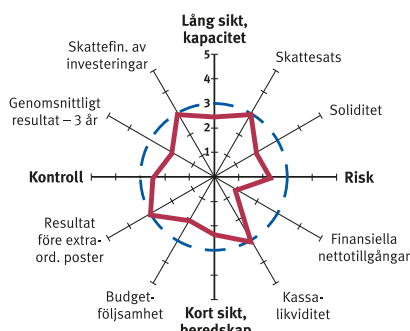 Lång sikt,
kapacitet
Skattefin. av
investeringar
Skattesats
5
4
3
2
1
Genomsnittligt
resultat – 3 år
Soliditet
Kontroll
Risk
Resultat
före extra-
ord. poster
Finansiella
nettotillgångar
Budget-
följsamhet
Kassa-
likviditet
Kort sikt,
beredskap